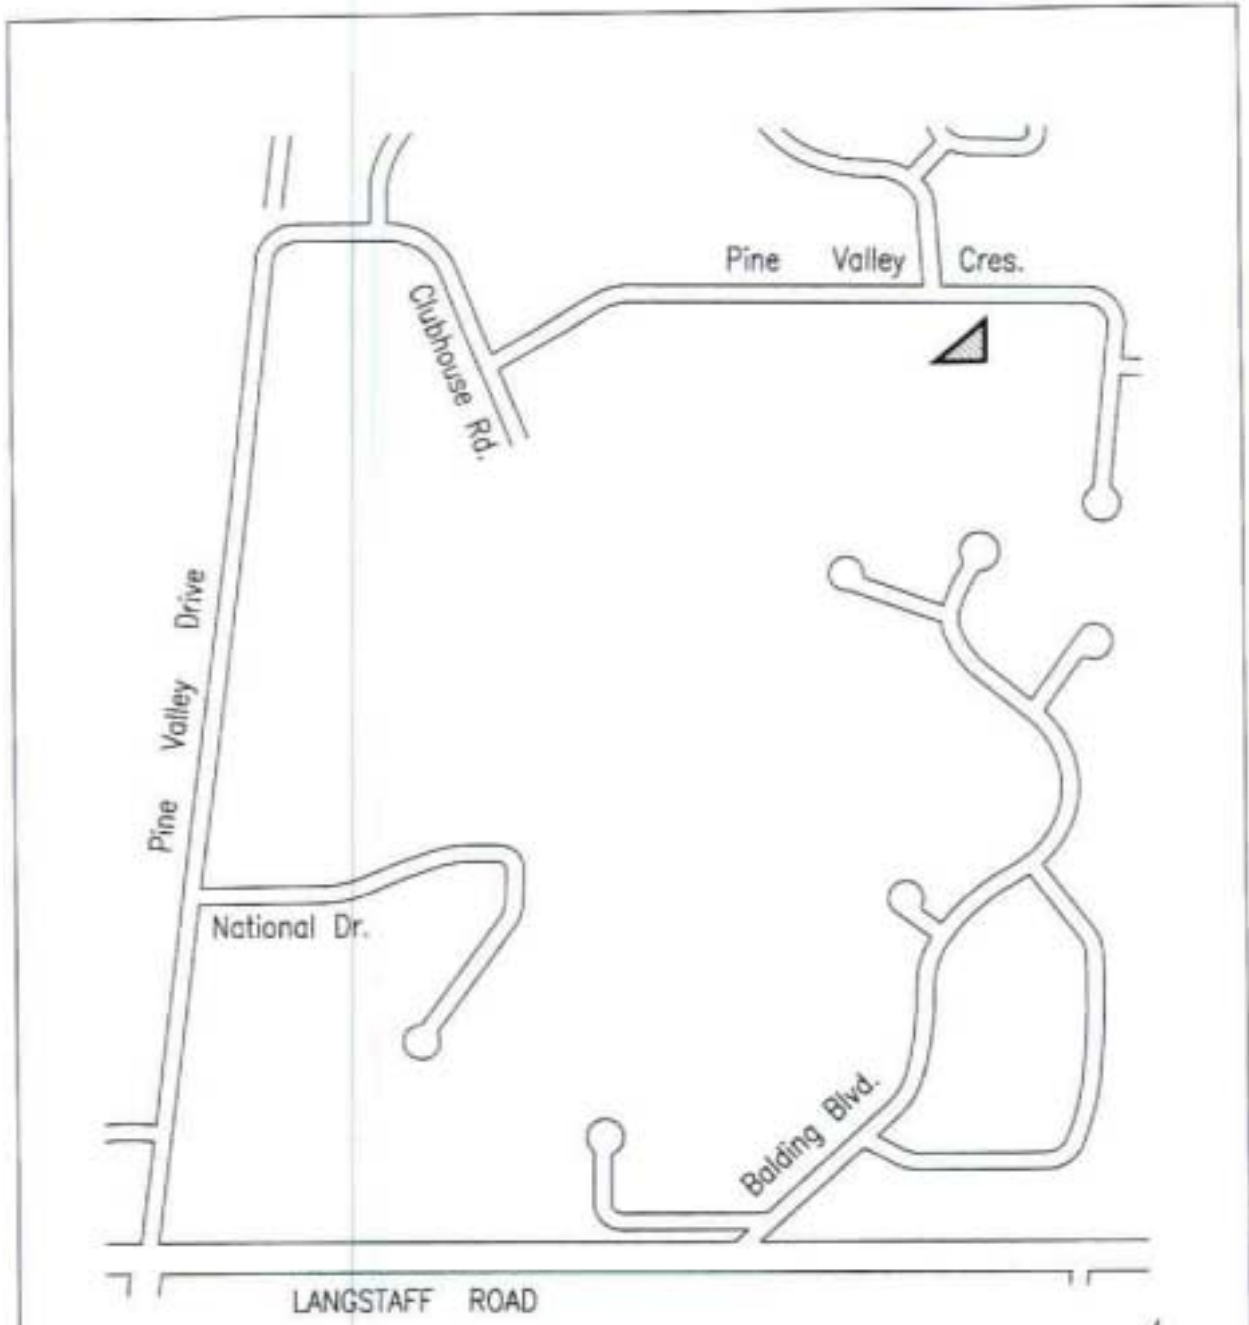 Pine Valley Cres.
Clubhouse Rd.
Pine Valley Drive
National Dr.
Balding Blvd.
LANGSTAFF ROAD